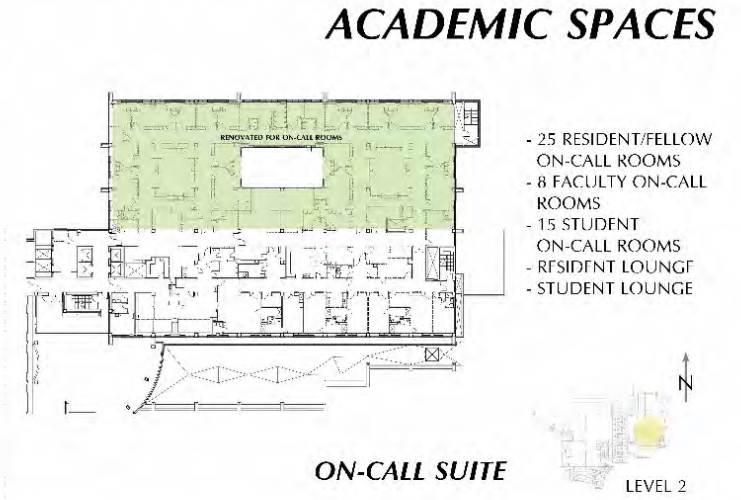 ACADEMIC SPACES
RENOVATED FOR ON-CALL ROOMS
- 25 RESIDENT/FELLOW
ON-CALL ROOMS
- 8 FACULTY ON-CALL
ROOMS
- 15 STUDENT
ON-CALL ROOMS
- RESIDENT LOUNGE
- STUDENT LOUNGE
N
ON-CALL SUITE
LEVEL 2